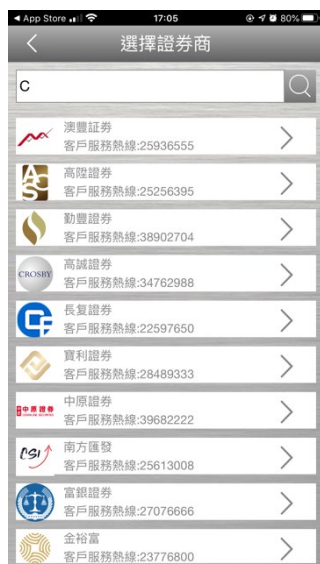 App Store 17:05 80%
選擇證券商
C
澳豐証券
客戶服務熱線:25936555
高陞證券
客戶服務熱線:25256395
勤豐證券
客戶服務熱線:38902704
CROSBY
高誠證券
客戶服務熱線:34762988
長复證券
客戶服務熱線:22597650
寶利證券
客戶服務熱線:28489333
中原證券
中原證券
客戶服務熱線:39682222
CSI
南方匯發
客戶服務熱線:25613008
富銀證券
客戶服務熱線:27076666
金裕富
客戶服務熱線:23776800